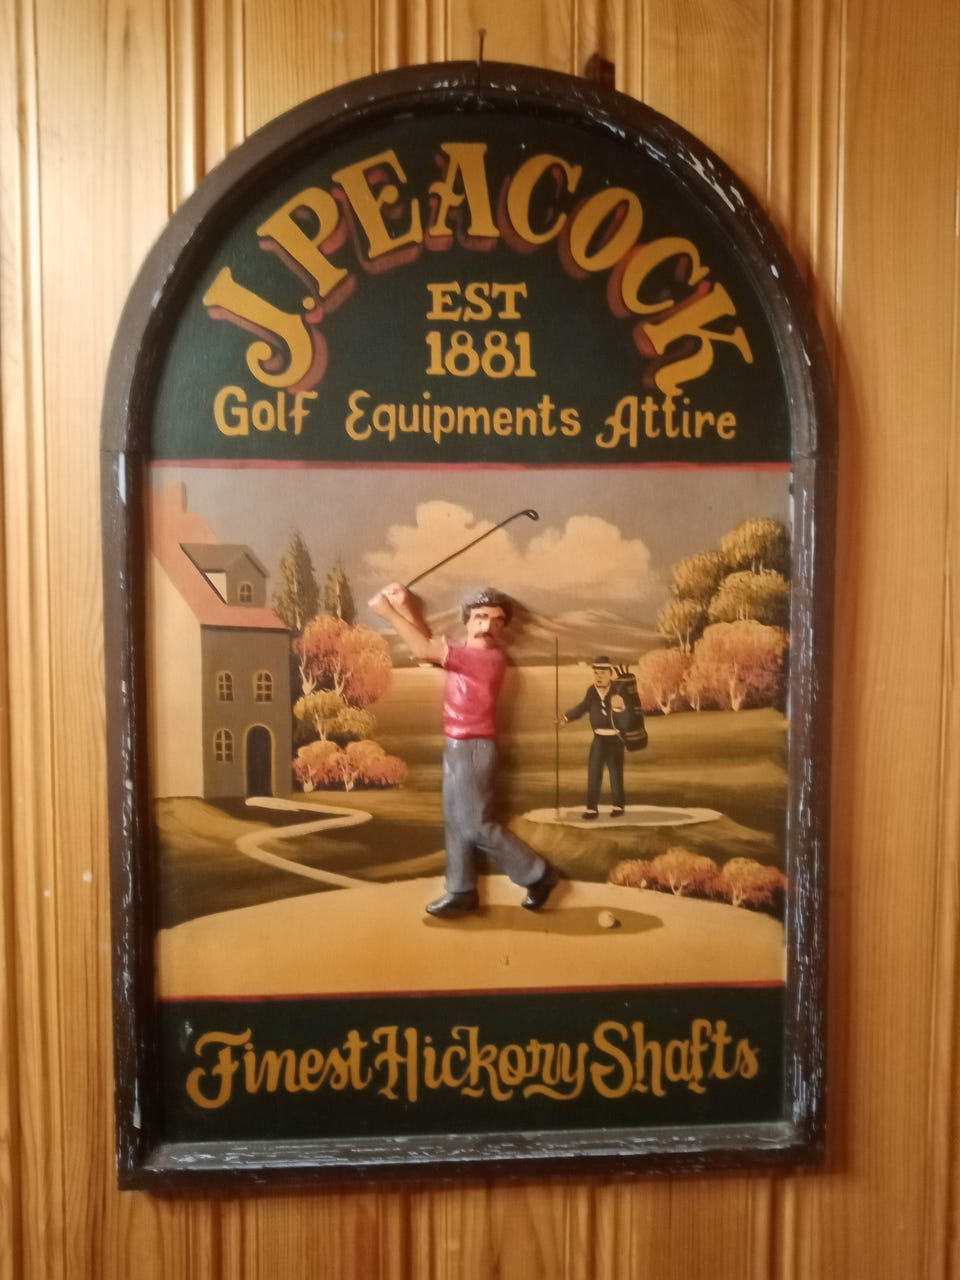 J. PEACOCK
EST
1881
Golf Equipments Attire
Finest Hickory Shafts